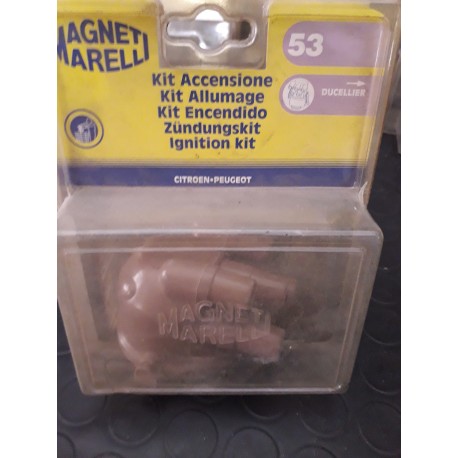 MAGNETI
MARELLI
53
DUCELLIER
Kit Accensione
Kit Allumage
Kit Encendido
Zündungskit
Ignition kit
CITROEN•PEUGEOT
MAGNETI
MARELLI